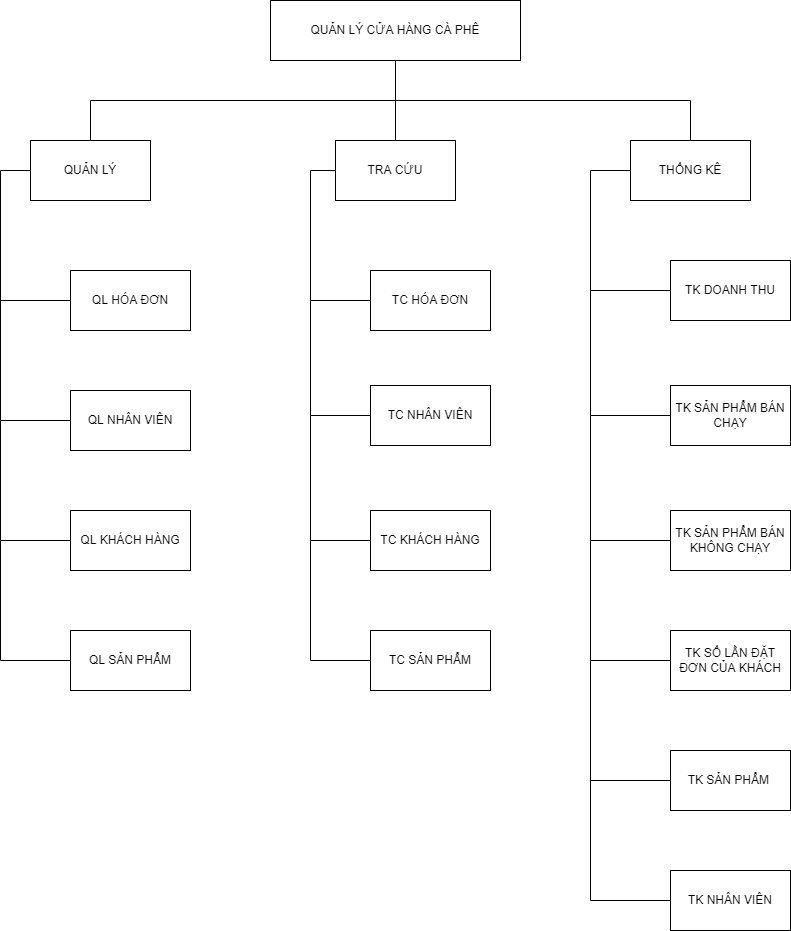 QUẢN LÝ CỬA HÀNG CÀ PHÊ
QUẢN LÝ
TRA CỨU
THỐNG KÊ
QL HÓA ĐƠN
TC HÓA ĐƠN
TK DOANH THU
QL NHÂN VIÊN
TC NHÂN VIÊN
TK SẢN PHẨM BÁN
CHẠY
QL KHÁCH HÀNG
TC KHÁCH HÀNG
TK SẢN PHẨM BÁN
KHÔNG CHẠY
QL SẢN PHẨM
TC SẢN PHẨM
TK SỐ LẦN ĐẶT
ĐƠN CỦA KHÁCH
TK SẢN PHẨM
TK NHÂN VIÊN